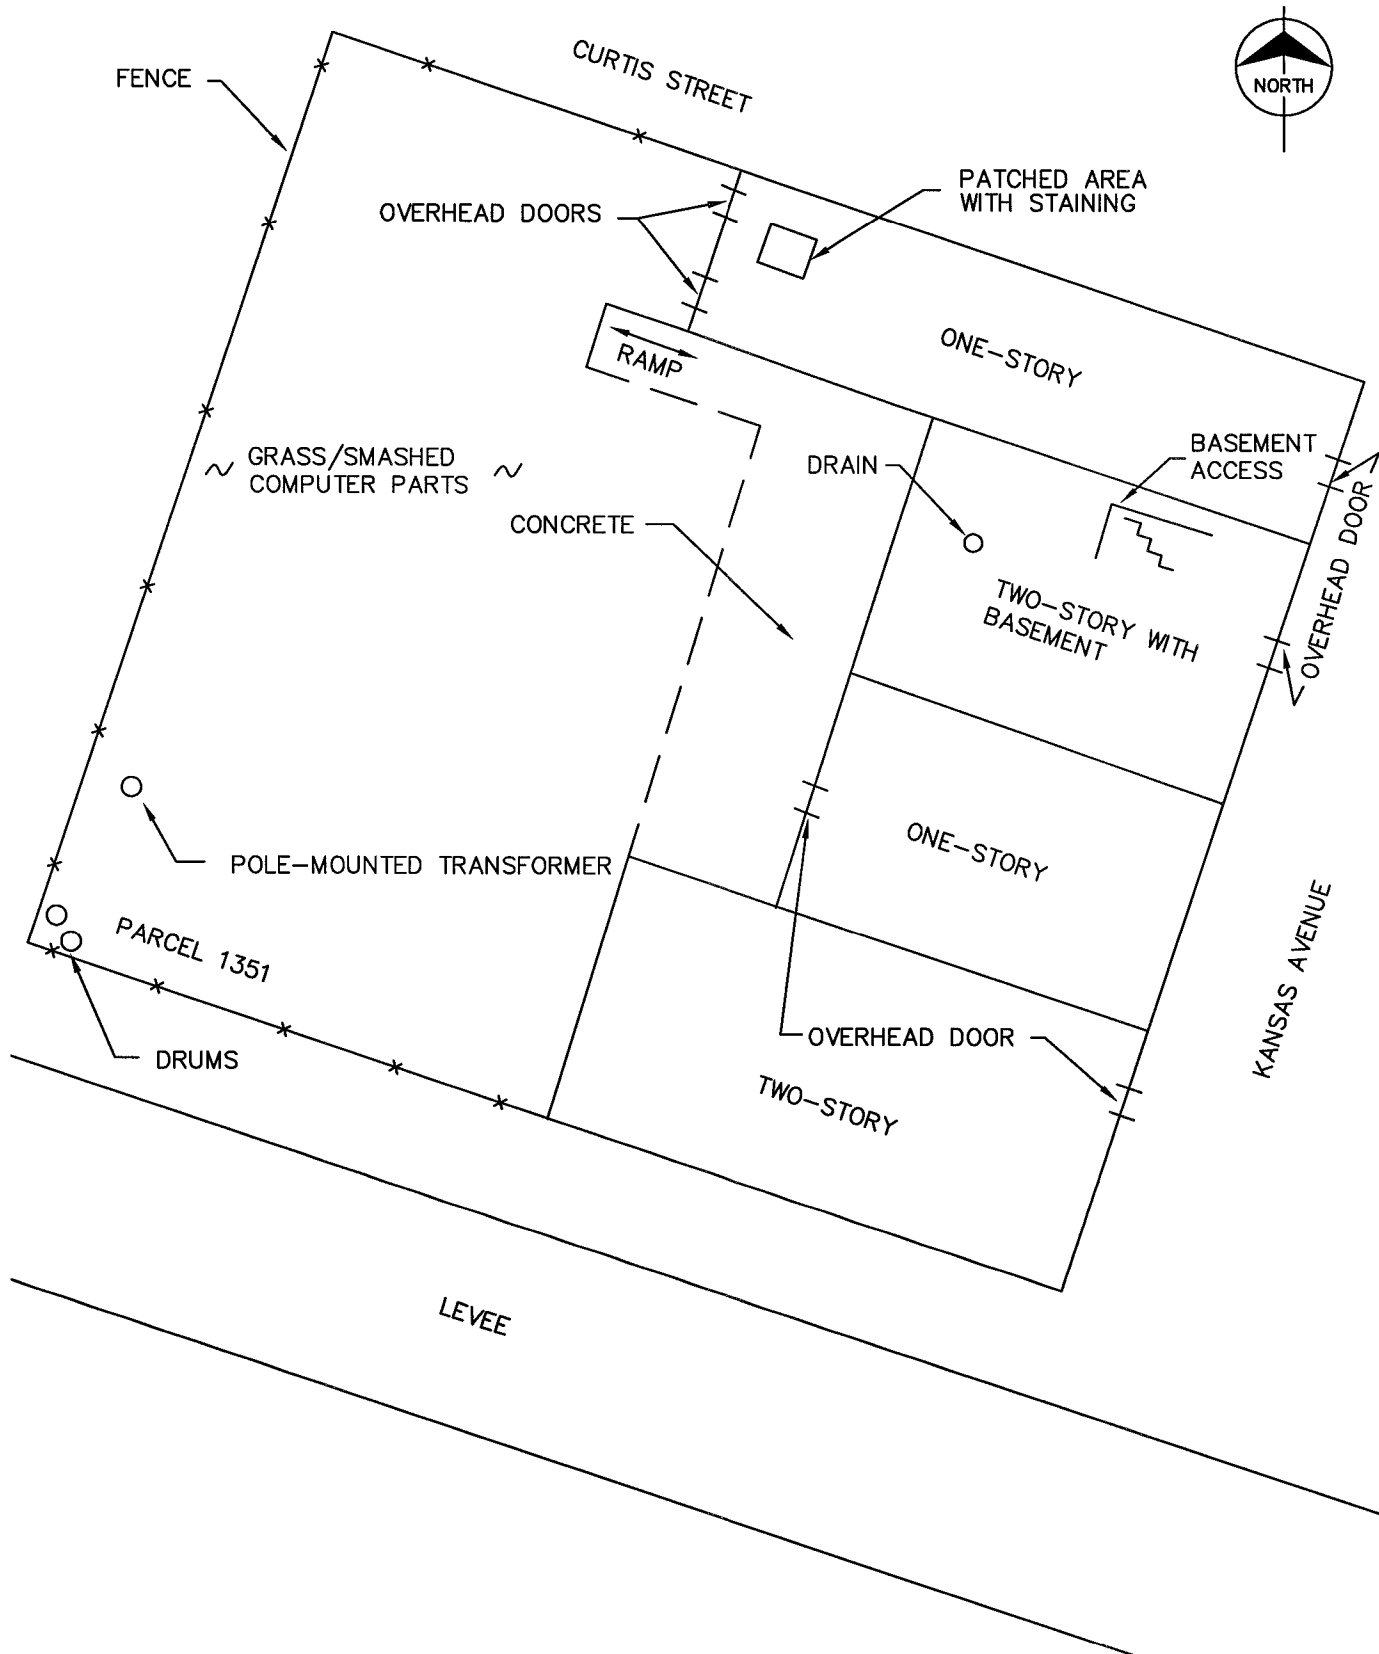 CURTIS STREET
FENCE
NORTH
PATCHED AREA
WITH STAINING
OVERHEAD DOORS
ONE-STORY
RAMP
BASEMENT
ACCESS
GRASS/SMASHED
COMPUTER PARTS
DRAIN
OVERHEAD DOOR
CONCRETE
TWO-STORY WITH
BASEMENT
ONE-STORY
POLE-MOUNTED TRANSFORMER
KANSAS AVENUE
PARCEL 1351
OVERHEAD DOOR
DRUMS
TWO-STORY
LEVEE